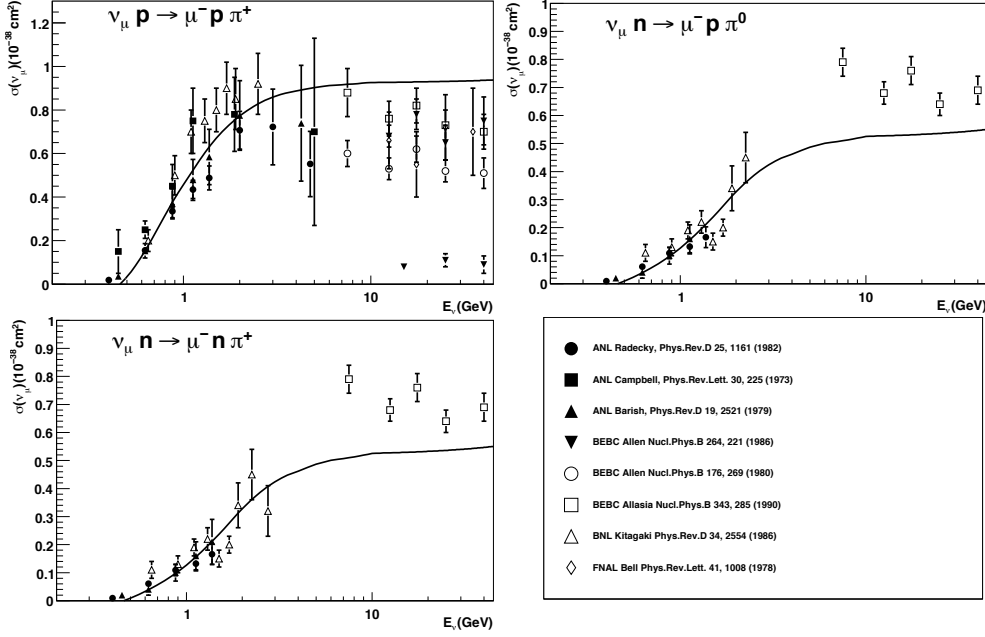 ν_μ p → μ⁻ p π⁺
σ(ν_μ)(10⁻³⁸ cm²)
1.2
1
0.8
0.6
0.4
0.2
0
1
10
E_ν(GeV)
ν_μ n → μ⁻ p π⁰
σ(ν_μ)(10⁻³⁸ cm²)
1
0.9
0.8
0.7
0.6
0.5
0.4
0.3
0.2
0.1
0
1
10
E_ν(GeV)
ν_μ n → μ⁻ n π⁺
σ(ν_μ)(10⁻³⁸ cm²)
0.9
0.8
0.7
0.6
0.5
0.4
0.3
0.2
0.1
0
1
10
E_ν(GeV)
ANL Radecky, Phys.Rev.D 25, 1161 (1982)
ANL Campbell, Phys.Rev.Lett. 30, 225 (1973)
ANL Barish, Phys.Rev.D 19, 2521 (1979)
BEBC Allen Nucl.Phys.B 264, 221 (1986)
BEBC Allen Nucl.Phys.B 176, 269 (1980)
BEBC Allasia Nucl.Phys.B 343, 285 (1990)
BNL Kitagaki Phys.Rev.D 34, 2554 (1986)
FNAL Bell Phys.Rev.Lett. 41, 1008 (1978)